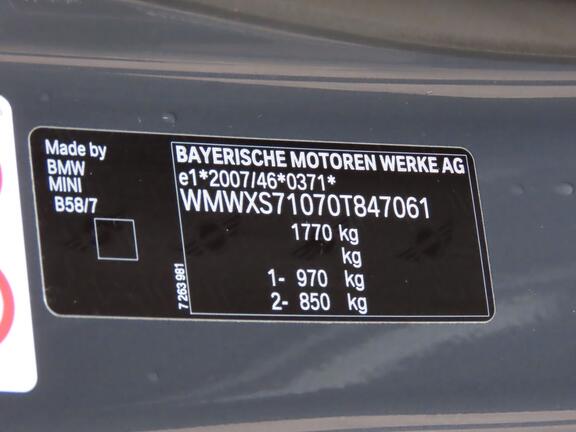 Made by
BMW
MINI
B58/7
BAYERISCHE MOTOREN WERKE AG
e1*2007/46*0371*
WMWXS71070T847061
1770 kg
kg
1- 970 kg
2- 850 kg
7 263 981